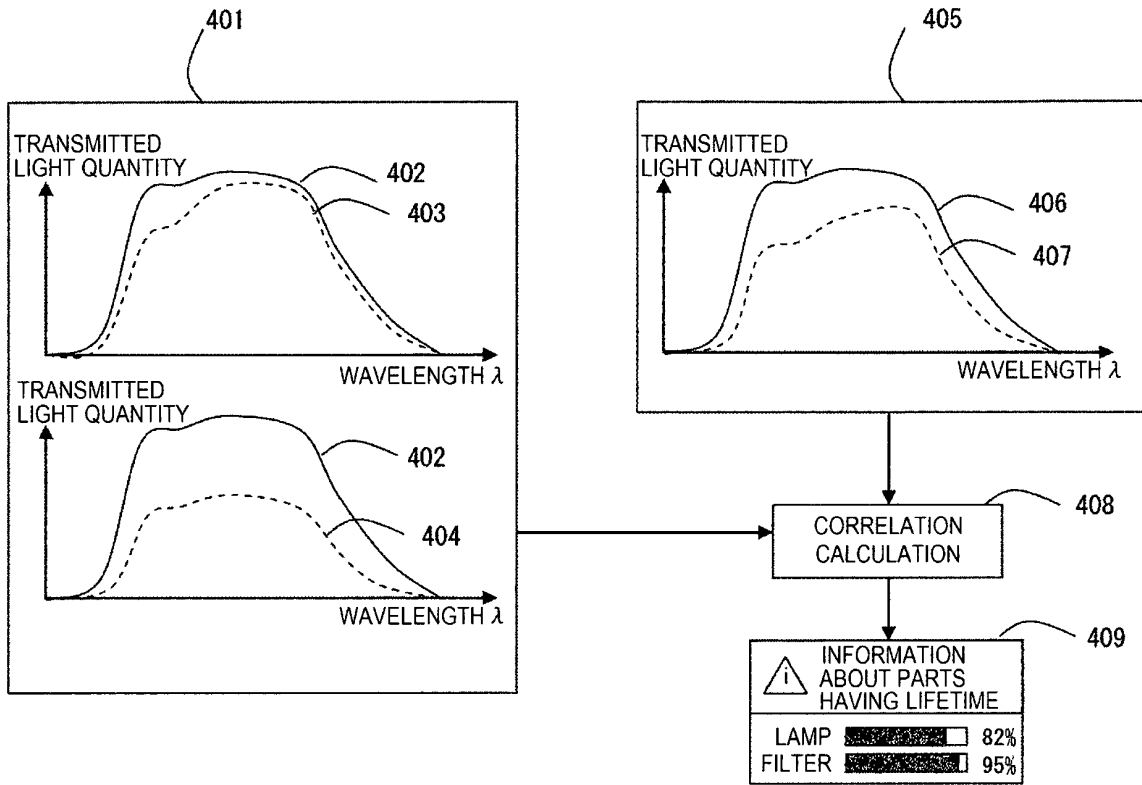 401
TRANSMITTED
LIGHT QUANTITY
402
403
WAVELENGTH λ
TRANSMITTED
LIGHT QUANTITY
402
404
WAVELENGTH λ
405
TRANSMITTED
LIGHT QUANTITY
406
407
WAVELENGTH λ
408
CORRELATION
CALCULATION
409
i
INFORMATION
ABOUT PARTS
HAVING LIFETIME
LAMP 82%
FILTER 95%